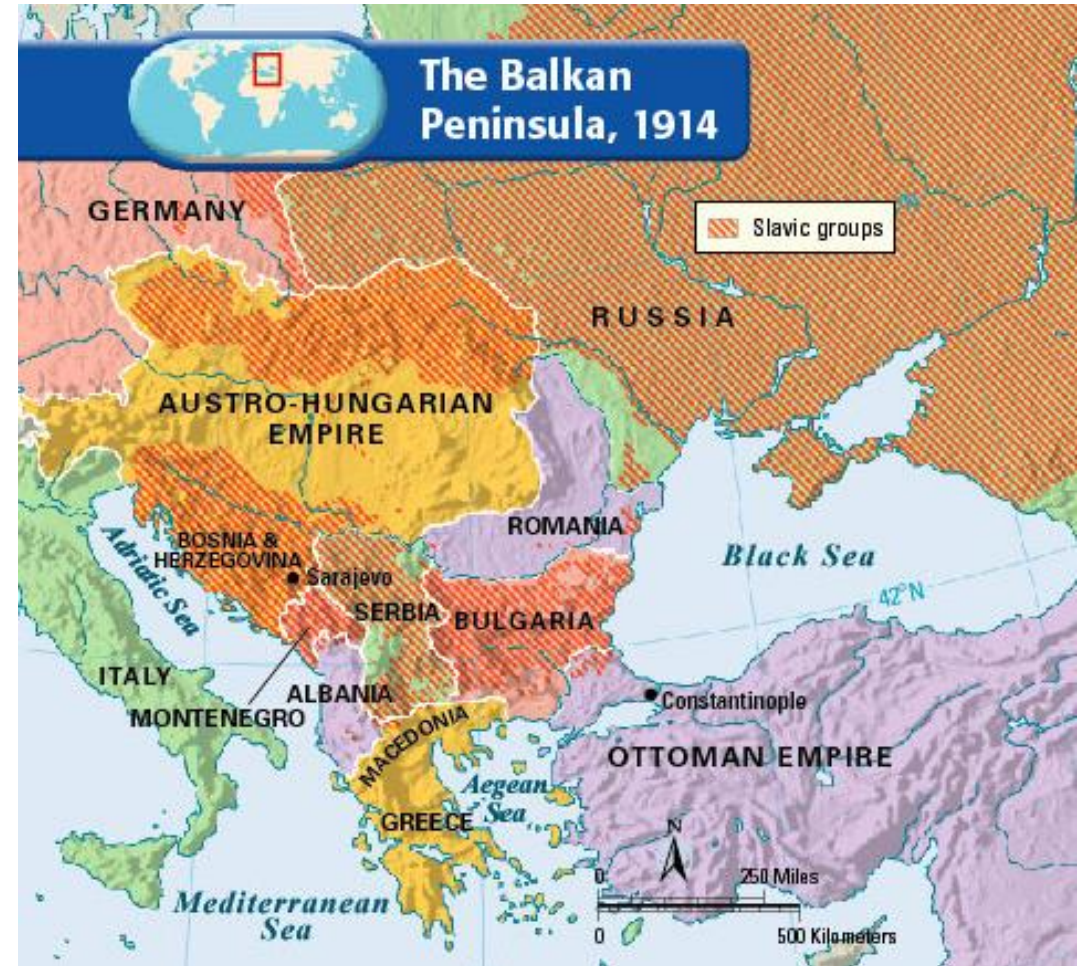 The Balkan
Peninsula, 1914
GERMANY
Slavic groups
RUSSIA
AUSTRO-HUNGARIAN
EMPIRE
ROMANIA
BOSNIA &
HERZEGOVINA
Sarajevo
Adriatic Sea
Black Sea
42°N
SERBIA
BULGARIA
ITALY
ALBANIA
MONTENEGRO
Constantinople
MACEDONIA
OTTOMAN EMPIRE
Aegean
Sea
GREECE
N
0
250 Miles
Mediterranean
Sea
0
500 Kilometers